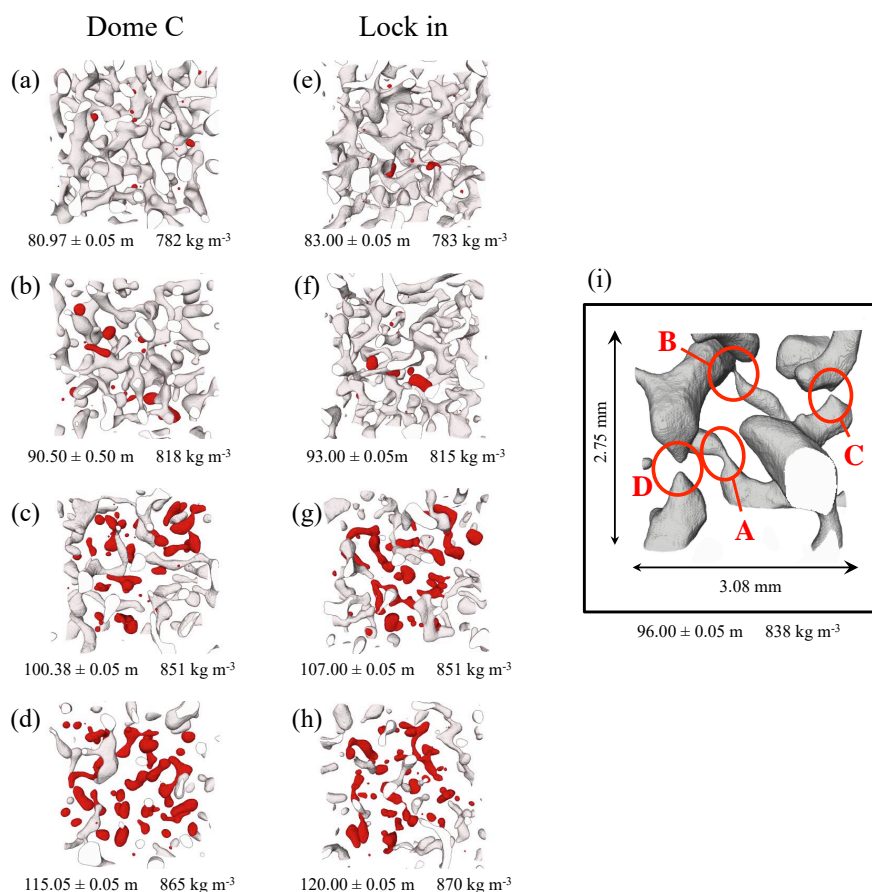 Dome C
Lock in
(a)
(e)
80.97 ± 0.05 m 782 kg m⁻³
83.00 ± 0.05 m 783 kg m⁻³
(b)
(f)
90.50 ± 0.50 m 818 kg m⁻³
93.00 ± 0.05m 815 kg m⁻³
(c)
(g)
100.38 ± 0.05 m 851 kg m⁻³
107.00 ± 0.05 m 851 kg m⁻³
(d)
(h)
115.05 ± 0.05 m 865 kg m⁻³
120.00 ± 0.05 m 870 kg m⁻³
(i)
B
C
D
A
2.75 mm
3.08 mm
96.00 ± 0.05 m 838 kg m⁻³